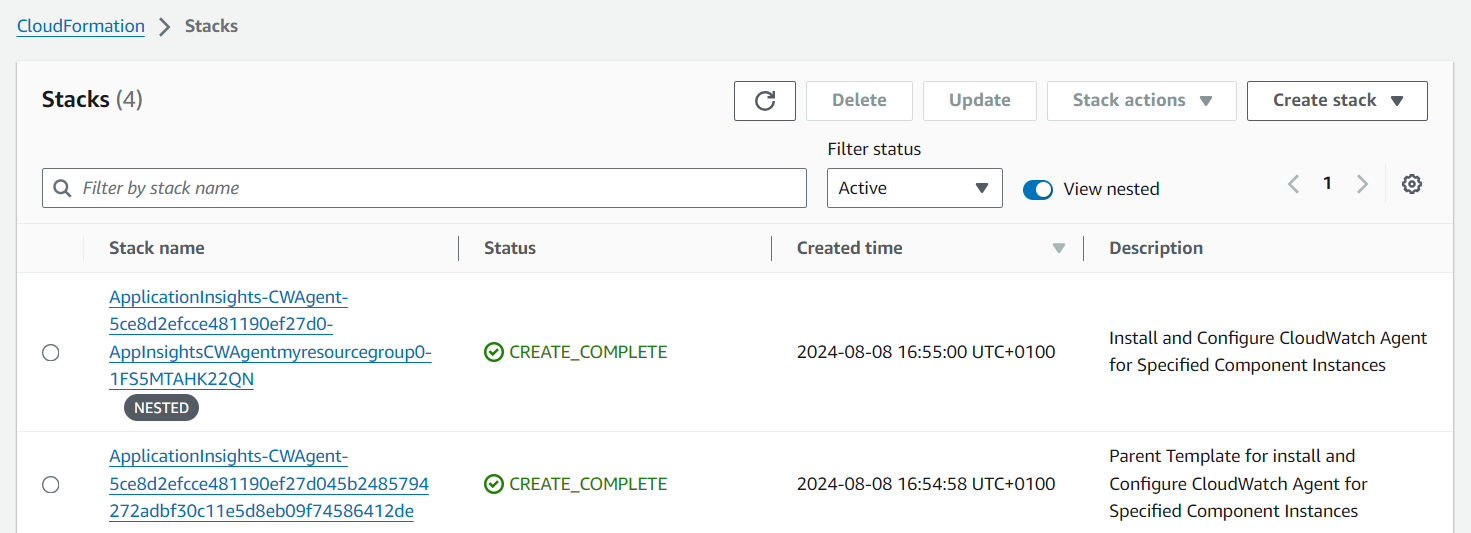 CloudFormation > Stacks
Stacks (4)
Delete
Update
Stack actions
Create stack
Filter status
Filter by stack name
Active
View nested
1
Stack name
Status
Created time
Description
ApplicationInsights-CWAgent-
5ce8d2efcce481190ef27d0-
AppInsightsCWAgentmyresourcegroup0-
1FS5MTAHK22QN
NESTED
CREATE_COMPLETE
2024-08-08 16:55:00 UTC+0100
Install and Configure CloudWatch Agent
for Specified Component Instances
ApplicationInsights-CWAgent-
5ce8d2efcce481190ef27d045b2485794
272adbf30c11e5d8eb09f74586412de
CREATE_COMPLETE
2024-08-08 16:54:58 UTC+0100
Parent Template for install and
Configure CloudWatch Agent for
Specified Component Instances